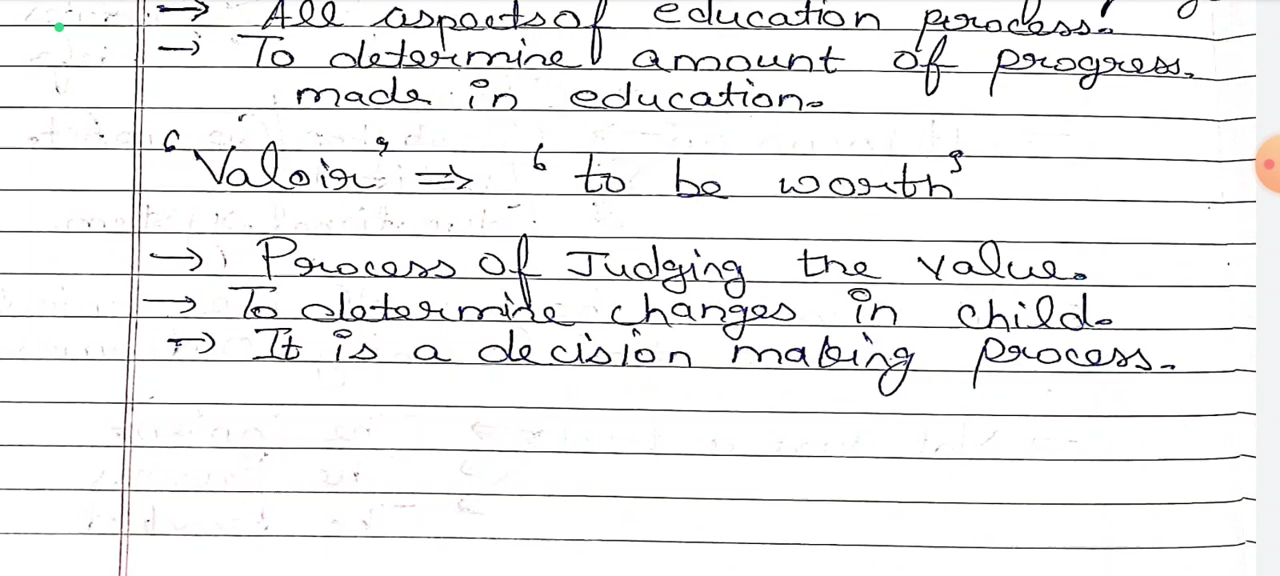 → All aspects of education process.
→ To determine amount of progress.
made in education.
'Valoir' ⇒ 'to be worth'
→ Process of Judging the value.
→ To determine changes in child.
→ It is a decision making process.